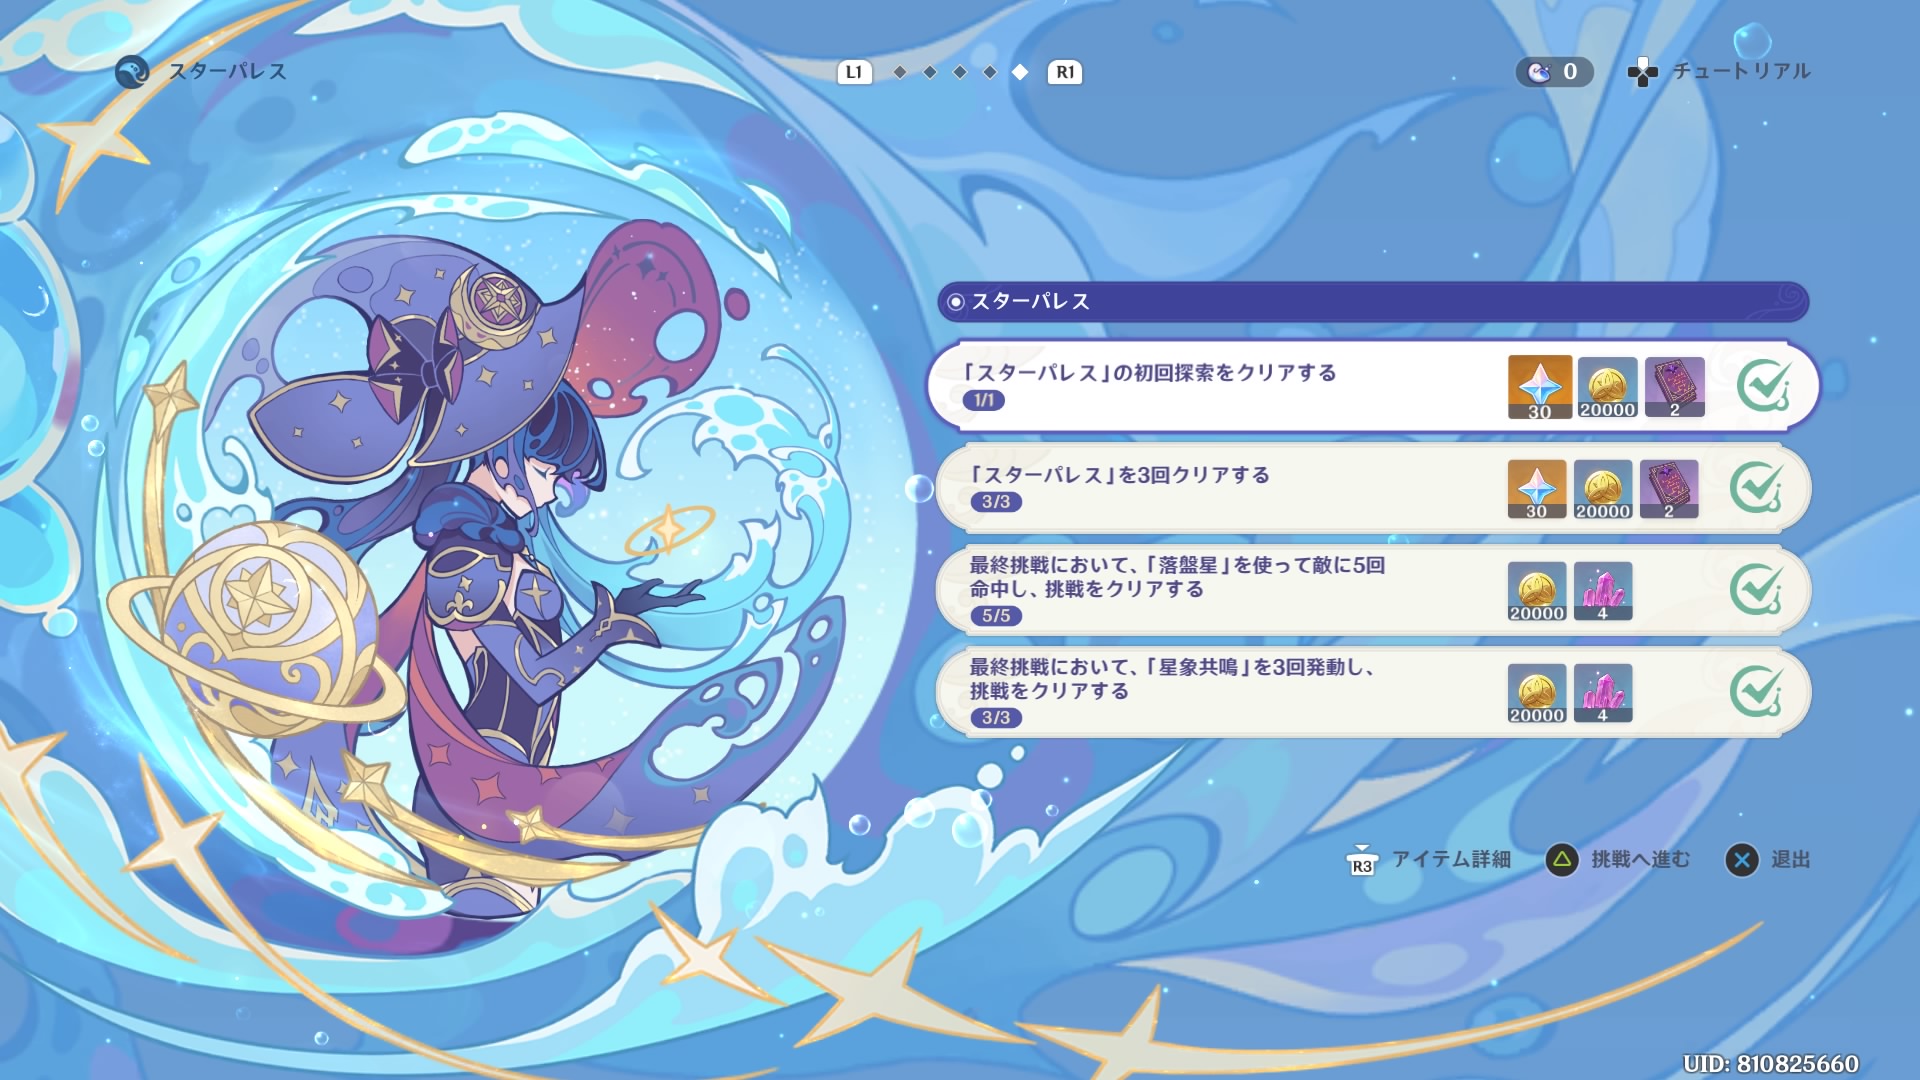 スターパレス
L1
R1
0
チュートリアル
スターパレス
「スターパレス」の初回探索をクリアする
1/1
30
20000
2
「スターパレス」を3回クリアする
3/3
30
20000
2
最終挑戦において、「落盤星」を使って敵に5回
命中し、挑戦をクリアする
5/5
20000
4
最終挑戦において、「星象共鳴」を3回発動し、
挑戦をクリアする
3/3
20000
4
R3 アイテム詳細
挑戦へ進む
退出
UID: 810825660